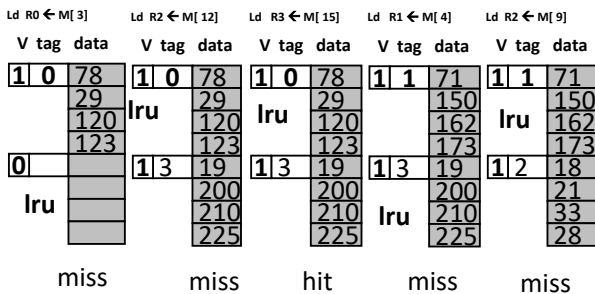 Ld R0 ← M[ 3] Ld R2 ← M[ 12] Ld R3 ← M[ 15] Ld R1 ← M[ 4] Ld R2 ← M[ 9]
V tag data V tag data V tag data V tag data V tag data
1 0 78 1 0 78 1 0 78 1 1 71 1 1 71
29 29 29 150 150
lru lru lru
120 120 120 162 162
123 123 123 173 173
0 1 3 19 1 3 19 1 3 19 1 2 18
200 200 200 21
lru lru
210 210 210 33
225 225 225 28
miss miss hit miss miss